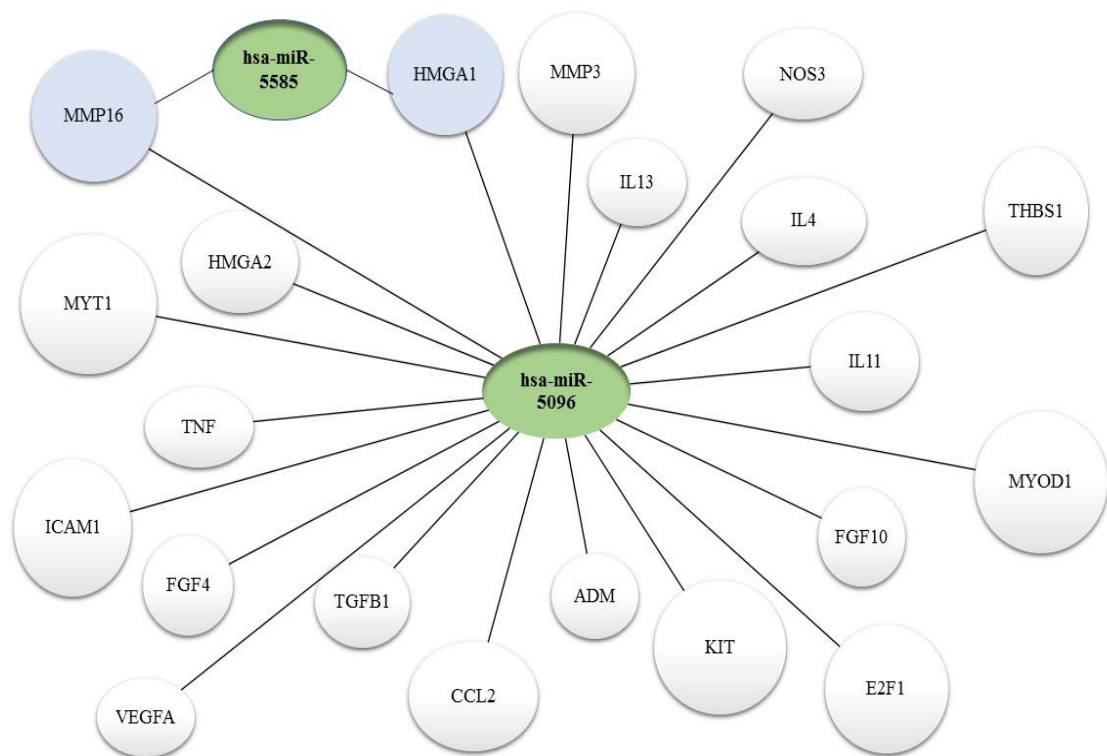 hsa-miR-
5585
HMGA1
MMP3
NOS3
MMP16
IL13
THBS1
IL4
HMGA2
MYT1
IL11
hsa-miR-
5096
TNF
MYOD1
ICAM1
FGF10
FGF4
TGFB1
ADM
KIT
E2F1
CCL2
VEGFA